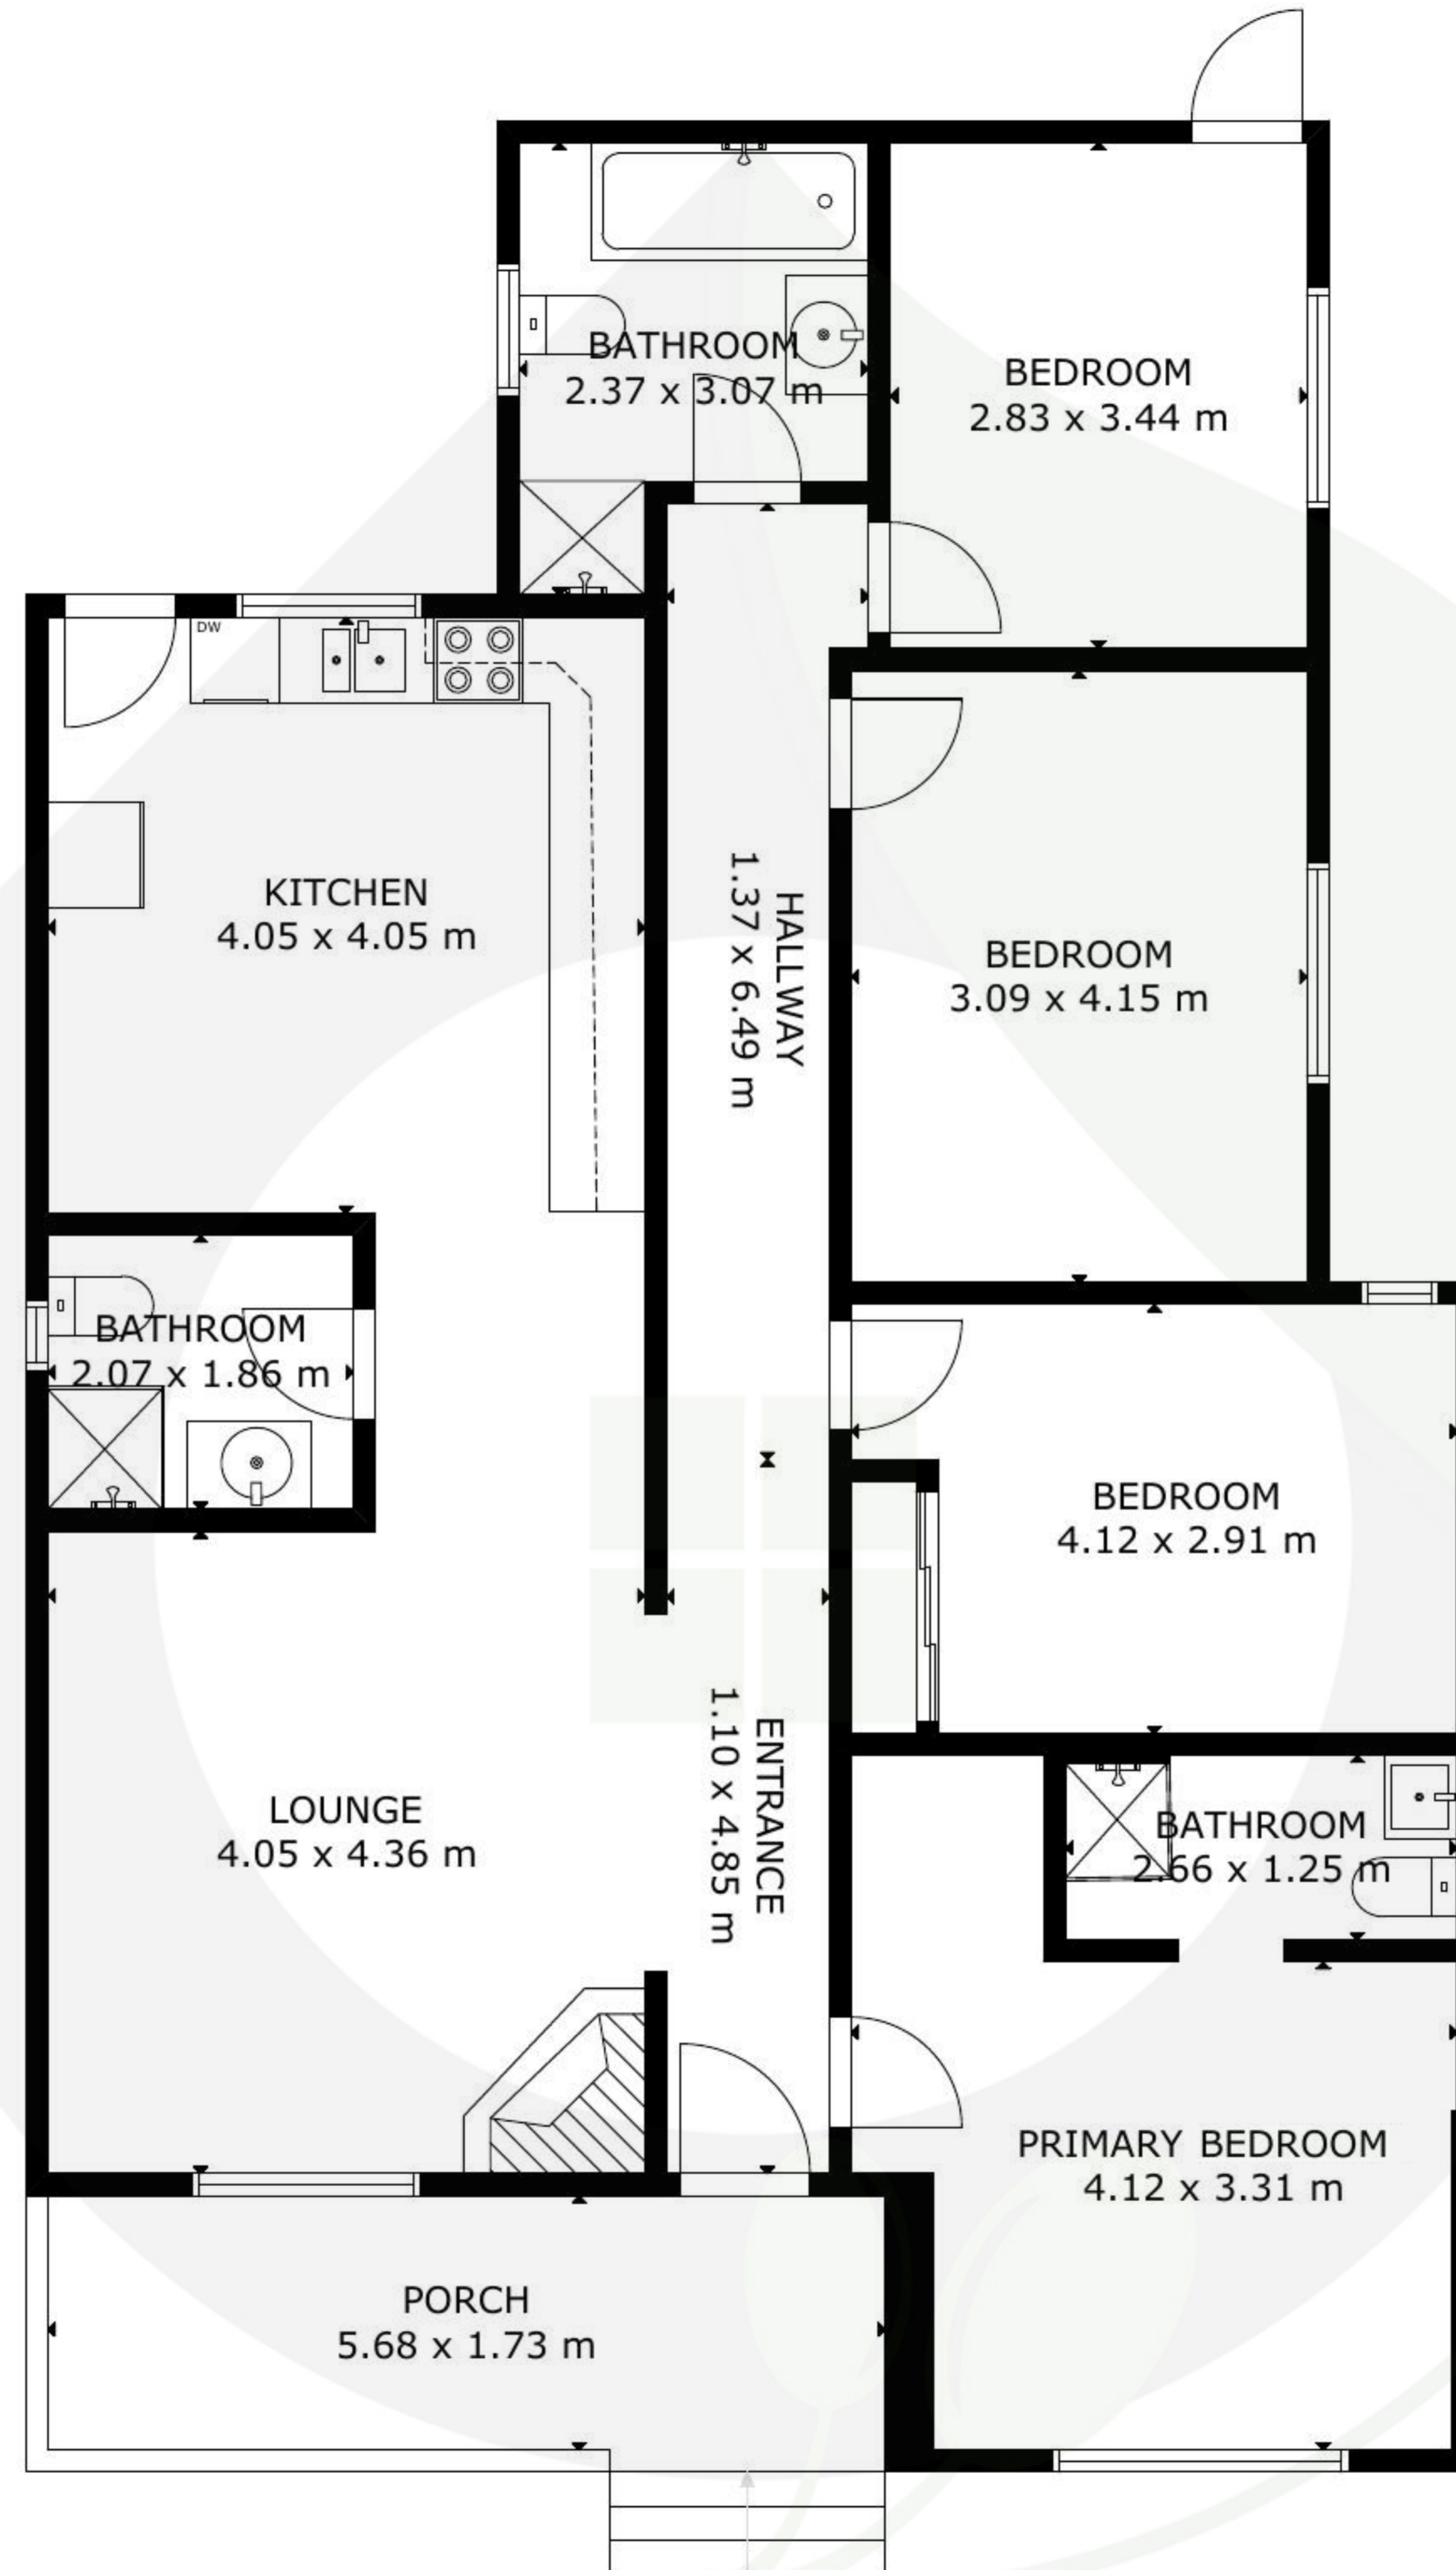 BATHROOM
2.37 x 3.07 m
BEDROOM
2.83 x 3.44 m
DW
KITCHEN
4.05 x 4.05 m
HALLWAY
1.37 x 6.49 m
BEDROOM
3.09 x 4.15 m
BATHROOM
2.07 x 1.86 m
BEDROOM
4.12 x 2.91 m
LOUNGE
4.05 x 4.36 m
ENTRANCE
1.10 x 4.85 m
BATHROOM
2.66 x 1.25 m
PRIMARY BEDROOM
4.12 x 3.31 m
PORCH
5.68 x 1.73 m